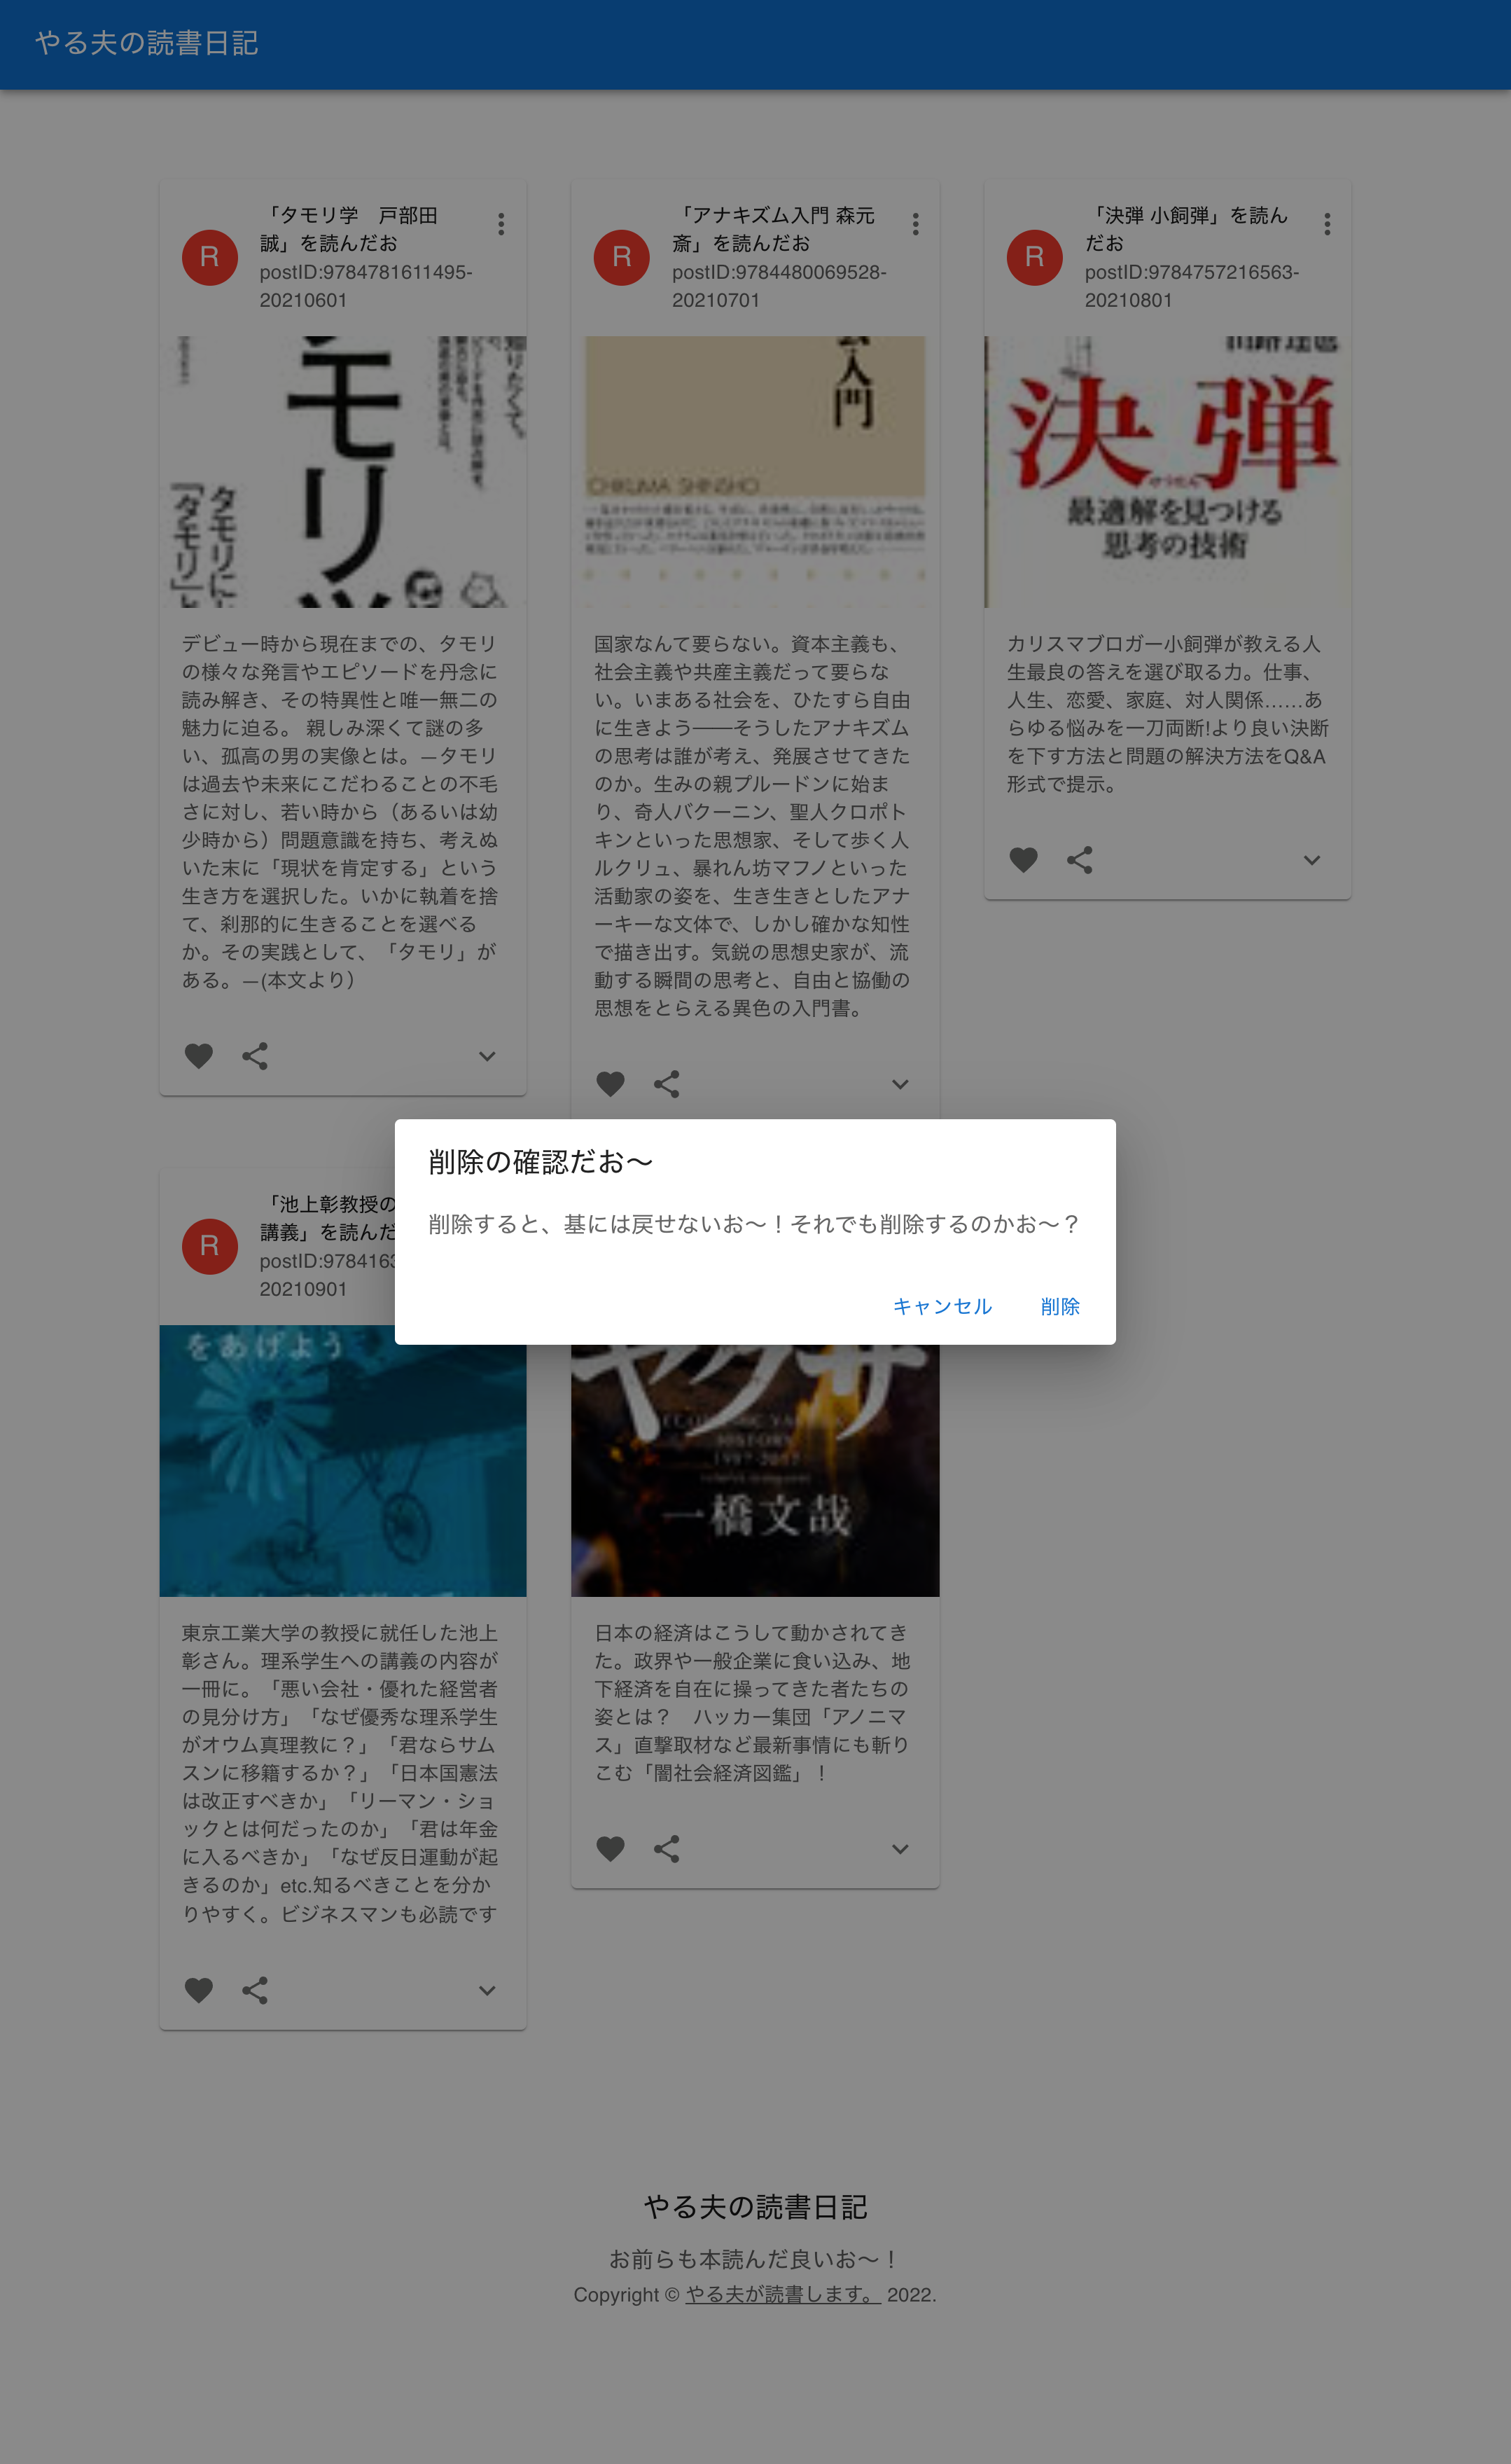 やる夫の読書日記
「タモリ学　戸部田
誠」を読んだお
postID:9784781611495-
20210601
R
モリ
タモリに
「タモリ」と
知りたくて。
デビュー時から現在までの、タモリ
の様々な発言やエピソードを丹念に
読み解き、その特異性と唯一無二の
魅力に迫る。 親しみ深くて謎の多
い、孤高の男の実像とは。—タモリ
は過去や未来にこだわることの不毛
さに対し、若い時から（あるいは幼
少時から）問題意識を持ち、考えぬ
いた末に「現状を肯定する」という
生き方を選択した。いかに執着を捨
て、刹那的に生きることを選べる
か。その実践として、「タモリ」が
ある。—(本文より）
「アナキズム入門 森元
斎」を読んだお
postID:9784480069528-
20210701
R
入門
CHIKUMA SHINSHO
国家なんて要らない。資本主義も、
社会主義や共産主義だって要らな
い。いまある社会を、ひたすら自由
に生きよう――そうしたアナキズム
の思考は誰が考え、発展させてきた
のか。生みの親プルードンに始ま
り、奇人バクーニン、聖人クロポト
キンといった思想家、そして歩く人
ルクリュ、暴れん坊マフノといった
活動家の姿を、生き生きとしたアナ
ーキーな文体で、しかし確かな知性
で描き出す。気鋭の思想史家が、流
動する瞬間の思考と、自由と協働の
思想をとらえる異色の入門書。
「決弾 小飼弾」を読ん
だお
postID:9784757216563-
20210801
R
決弾
けつだん
最適解を見つける
思考の技術
カリスマブロガー小飼弾が教える人
生最良の答えを選び取る力。仕事、
人生、恋愛、家庭、対人関係……あ
らゆる悩みを一刀両断!より良い決断
を下す方法と問題の解決方法をQ&A
形式で提示。
削除の確認だお〜
削除すると、基には戻せないお〜！それでも削除するのかお〜？
キャンセル
削除
「池上彰教授の
講義」を読んだ
postID:978416
20210901
R
をあげよう
東京工業大学の教授に就任した池上
彰さん。理系学生への講義の内容が
一冊に。「悪い会社・優れた経営者
の見分け方」「なぜ優秀な理系学生
がオウム真理教に？」「君ならサム
スンに移籍するか？」「日本国憲法
は改正すべきか」「リーマン・ショ
ックとは何だったのか」「君は年金
に入るべきか」「なぜ反日運動が起
きるのか」etc.知るべきことを分か
りやすく。ビジネスマンも必読です
ヤクザ
一橋文哉
日本の経済はこうして動かされてき
た。政界や一般企業に食い込み、地
下経済を自在に操ってきた者たちの
姿とは？　ハッカー集団「アノニマ
ス」直撃取材など最新事情にも斬り
こむ「闇社会経済図鑑」！
やる夫の読書日記
お前らも本読んだ良いお〜！
Copyright © やる夫が読書します。 2022.